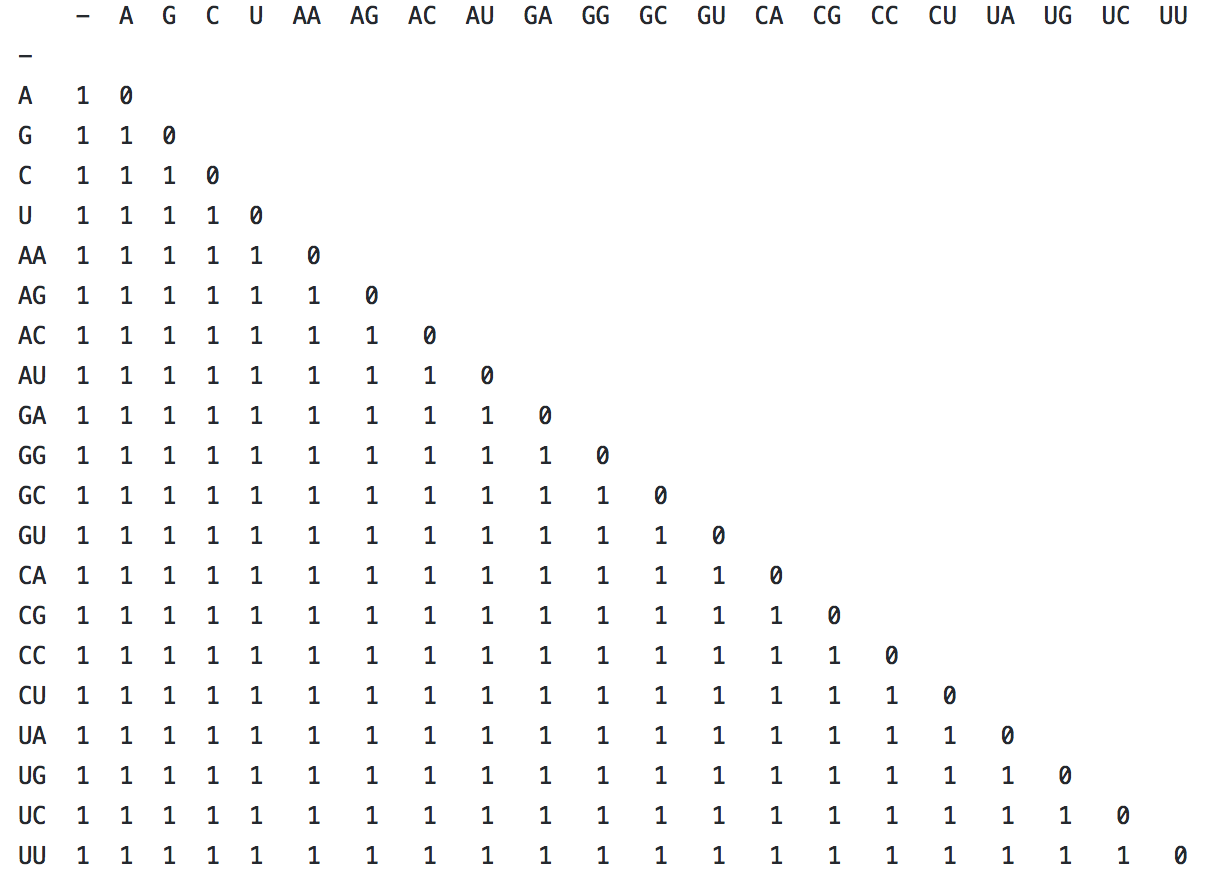 – A G C U AA AG AC AU GA GG GC GU CA CG CC CU UA UG UC UU
–
A 1 0
G 1 1 0
C 1 1 1 0
U 1 1 1 1 0
AA 1 1 1 1 1 0
AG 1 1 1 1 1 1 0
AC 1 1 1 1 1 1 1 0
AU 1 1 1 1 1 1 1 1 0
GA 1 1 1 1 1 1 1 1 1 0
GG 1 1 1 1 1 1 1 1 1 1 0
GC 1 1 1 1 1 1 1 1 1 1 1 0
GU 1 1 1 1 1 1 1 1 1 1 1 1 0
CA 1 1 1 1 1 1 1 1 1 1 1 1 1 0
CG 1 1 1 1 1 1 1 1 1 1 1 1 1 1 0
CC 1 1 1 1 1 1 1 1 1 1 1 1 1 1 1 0
CU 1 1 1 1 1 1 1 1 1 1 1 1 1 1 1 1 0
UA 1 1 1 1 1 1 1 1 1 1 1 1 1 1 1 1 1 0
UG 1 1 1 1 1 1 1 1 1 1 1 1 1 1 1 1 1 1 0
UC 1 1 1 1 1 1 1 1 1 1 1 1 1 1 1 1 1 1 1 0
UU 1 1 1 1 1 1 1 1 1 1 1 1 1 1 1 1 1 1 1 1 0